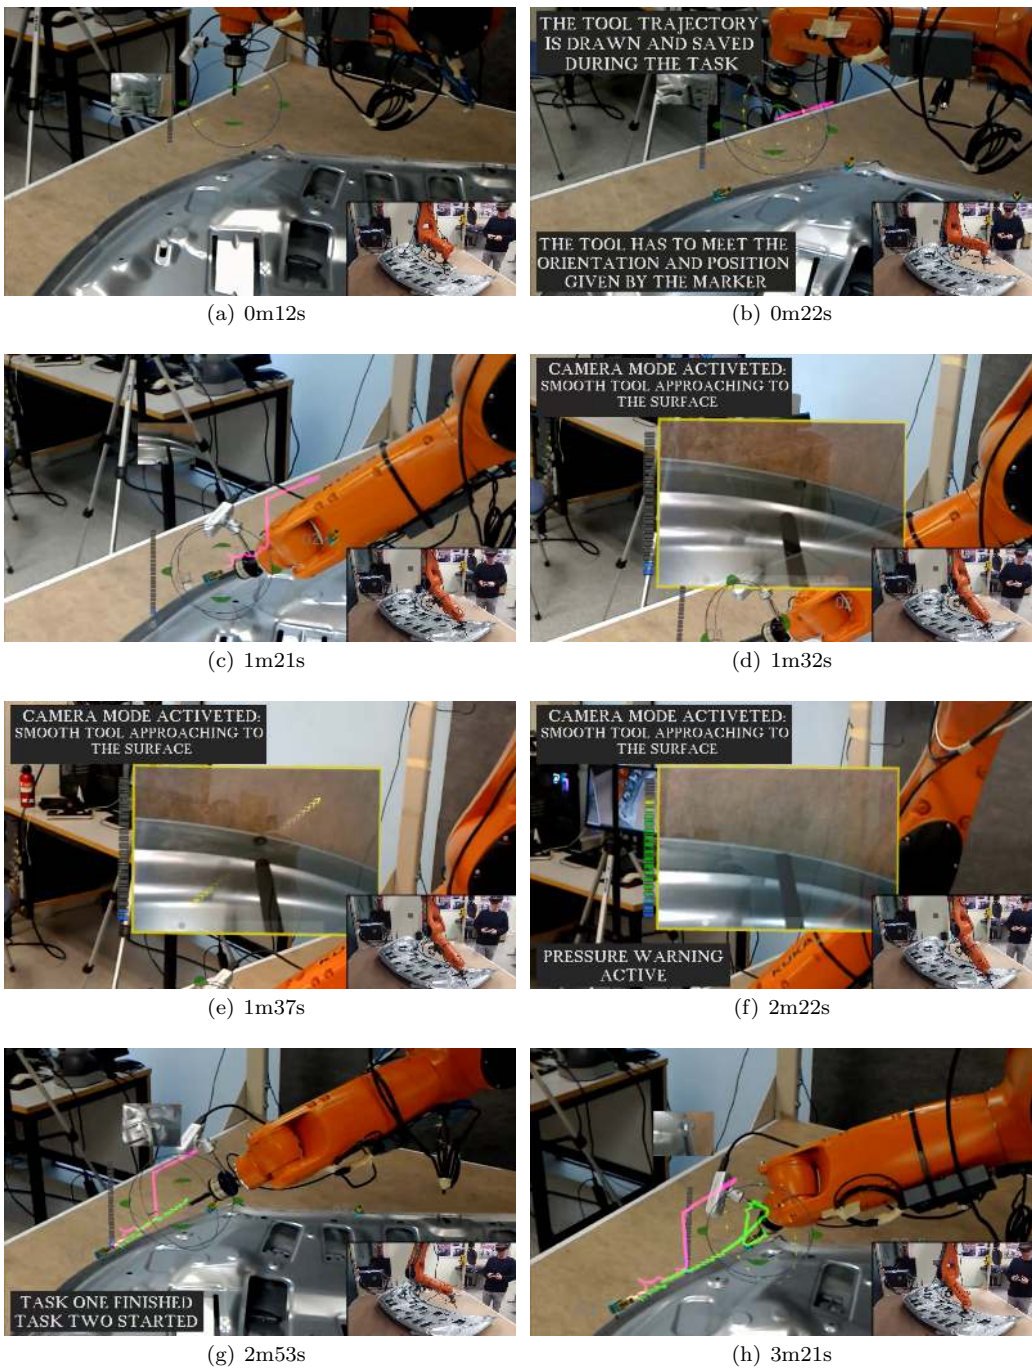 THE TOOL TRAJECTORY
IS DRAWN AND SAVED
DURING THE TASK
THE TOOL HAS TO MEET THE
ORIENTATION AND POSITION
GIVEN BY THE MARKER
(a) 0m12s
(b) 0m22s
CAMERA MODE ACTIVETED:
SMOOTH TOOL APPROACHING TO
THE SURFACE
(c) 1m21s
(d) 1m32s
CAMERA MODE ACTIVETED:
SMOOTH TOOL APPROACHING TO
THE SURFACE
CAMERA MODE ACTIVETED:
SMOOTH TOOL APPROACHING TO
THE SURFACE
KUKA
PRESSURE WARNING
ACTIVE
(e) 1m37s
(f) 2m22s
TASK ONE FINISHED
TASK TWO STARTED
(g) 2m53s
(h) 3m21s